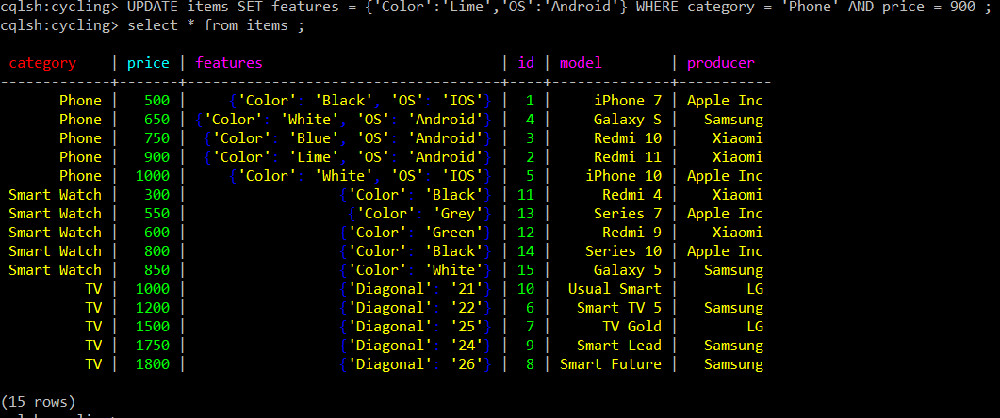 cqlsh:cycling> UPDATE items SET features = {'Color':'Lime','OS':'Android'} WHERE category = 'Phone' AND price = 900 ;
cqlsh:cycling> select * from items ;
category | price | features | id | model | producer
-------------+-------+---------------------------------------+----+--------------+-----------
Phone | 500 | {'Color': 'Black', 'OS': 'IOS'} | 1 | iPhone 7 | Apple Inc
Phone | 650 | {'Color': 'White', 'OS': 'Android'} | 4 | Galaxy S | Samsung
Phone | 750 | {'Color': 'Blue', 'OS': 'Android'} | 3 | Redmi 10 | Xiaomi
Phone | 900 | {'Color': 'Lime', 'OS': 'Android'} | 2 | Redmi 11 | Xiaomi
Phone | 1000 | {'Color': 'White', 'OS': 'IOS'} | 5 | iPhone 10 | Apple Inc
Smart Watch | 300 | {'Color': 'Black'} | 11 | Redmi 4 | Xiaomi
Smart Watch | 550 | {'Color': 'Grey'} | 13 | Series 7 | Apple Inc
Smart Watch | 600 | {'Color': 'Green'} | 12 | Redmi 9 | Xiaomi
Smart Watch | 800 | {'Color': 'Black'} | 14 | Series 10 | Apple Inc
Smart Watch | 850 | {'Color': 'White'} | 15 | Galaxy 5 | Samsung
TV | 1000 | {'Diagonal': '21'} | 10 | Usual Smart | LG
TV | 1200 | {'Diagonal': '22'} | 6 | Smart TV 5 | Samsung
TV | 1500 | {'Diagonal': '25'} | 7 | TV Gold | LG
TV | 1750 | {'Diagonal': '24'} | 9 | Smart Lead | Samsung
TV | 1800 | {'Diagonal': '26'} | 8 | Smart Future | Samsung
(15 rows)